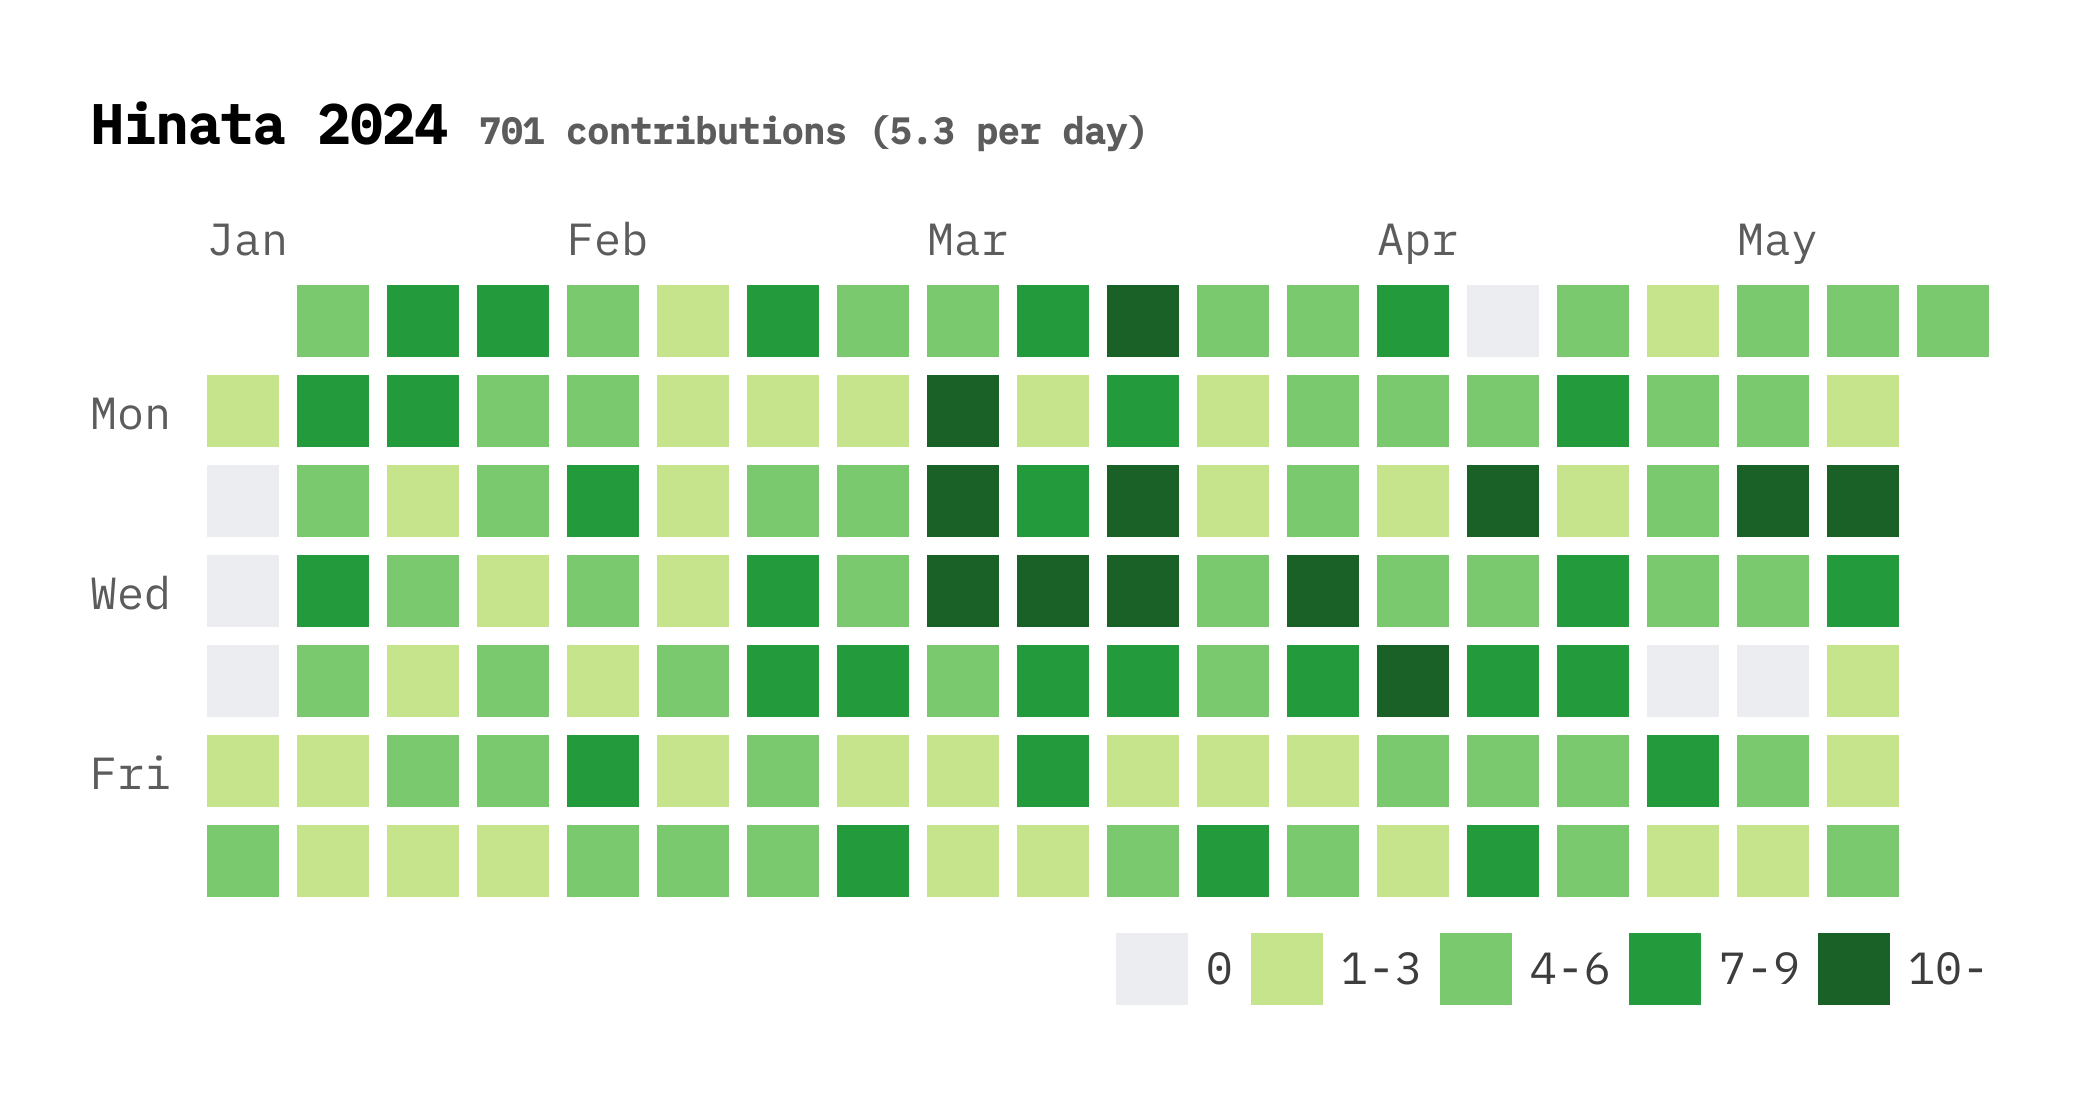 Hinata 2024 701 contributions (5.3 per day)
Jan Feb Mar Apr May
Mon
Wed
Fri
0 1-3 4-6 7-9 10-